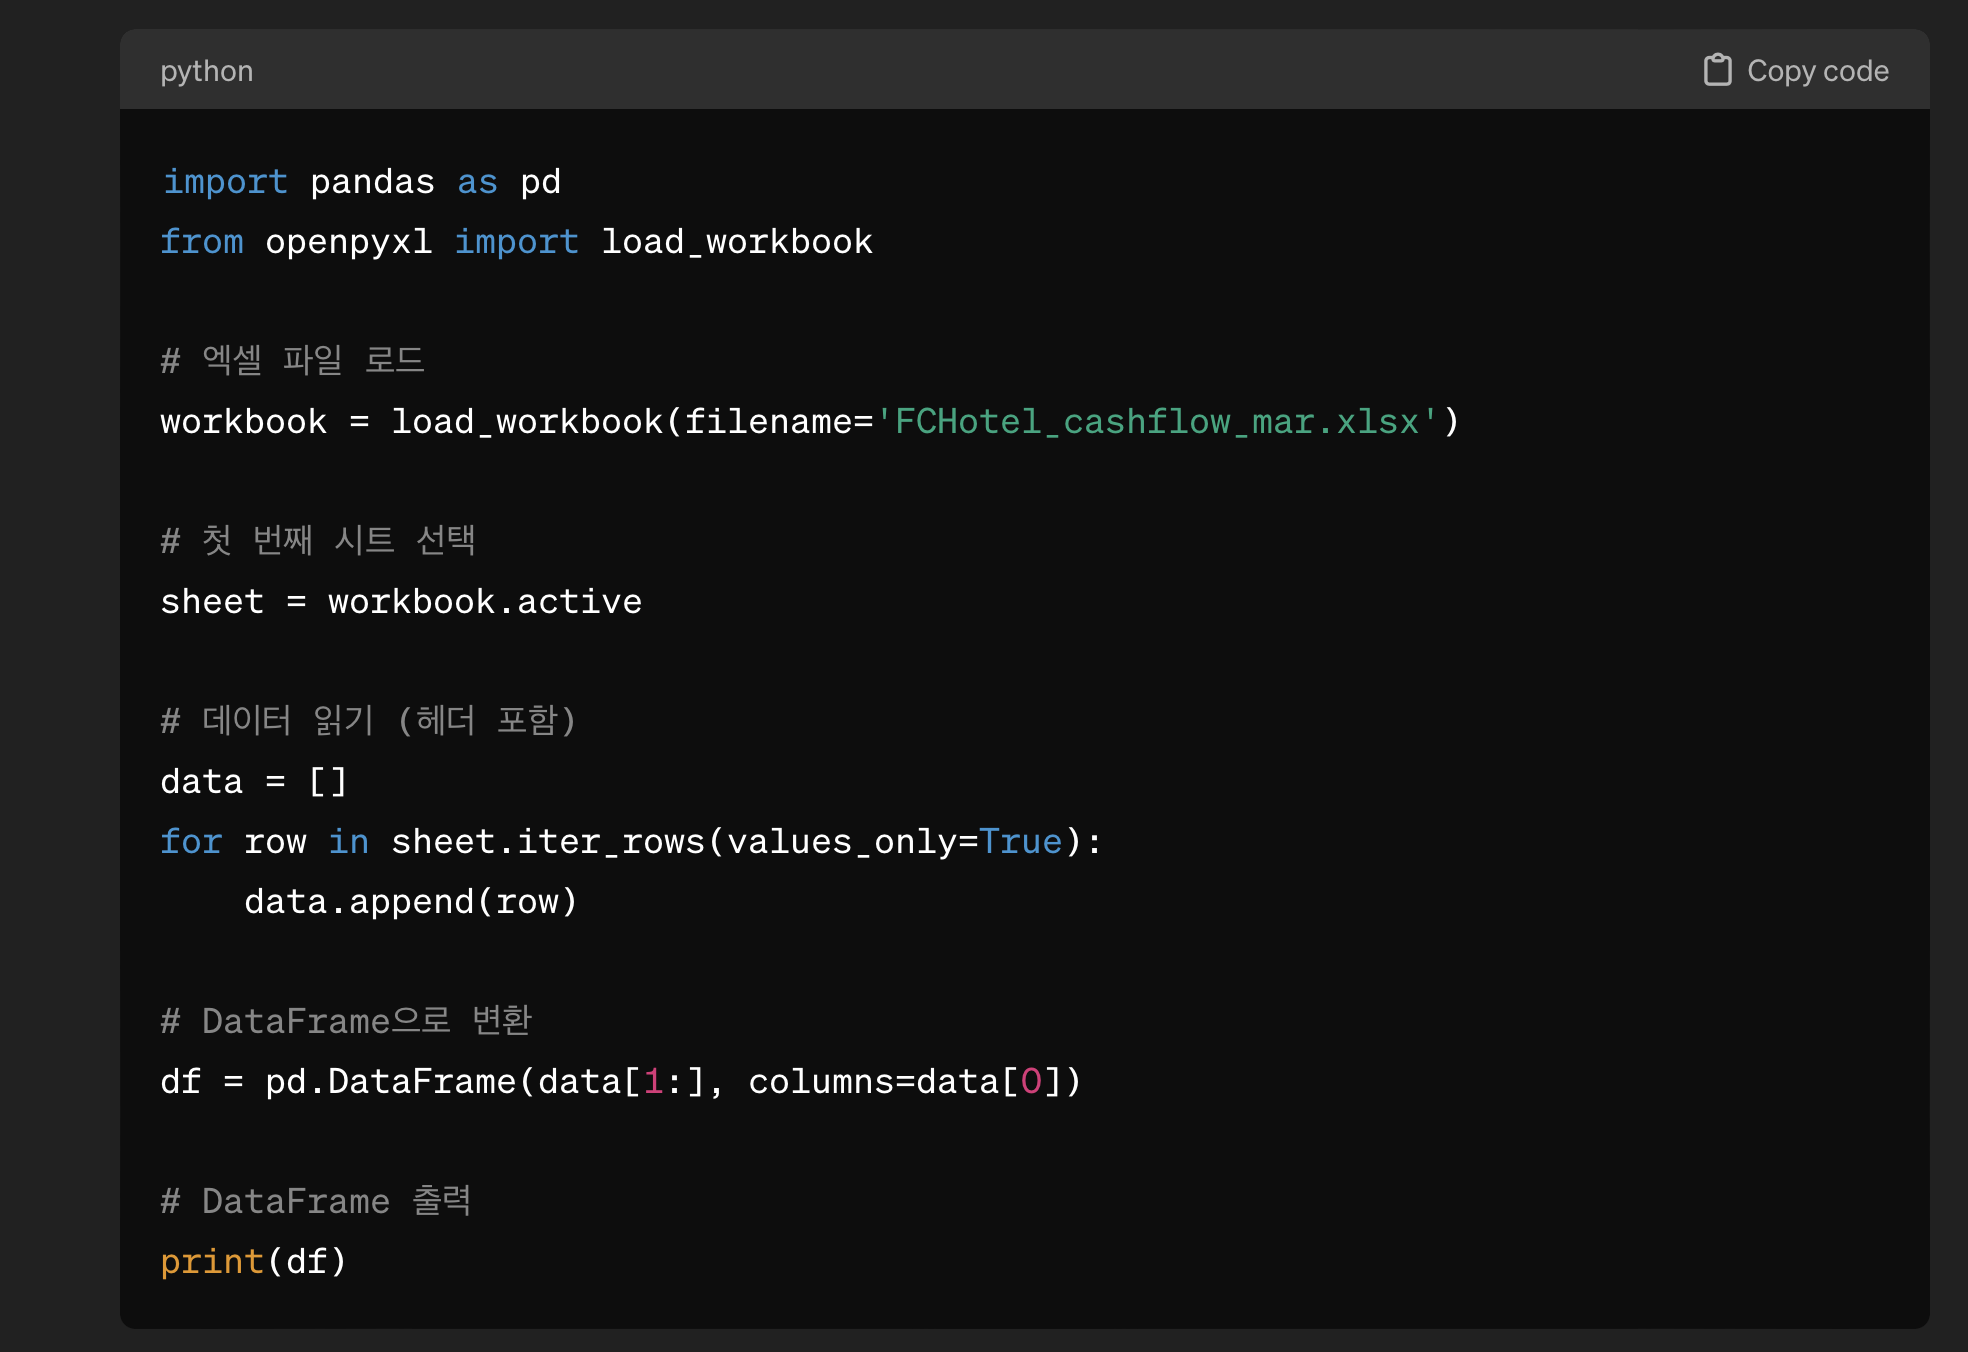 python
Copy code
import pandas as pd
from openpyxl import load_workbook
# 엑셀 파일 로드
workbook = load_workbook(filename='FCHotel_cashflow_mar.xlsx')
# 첫 번째 시트 선택
sheet = workbook.active
# 데이터 읽기 (헤더 포함)
data = []
for row in sheet.iter_rows(values_only=True):
    data.append(row)
# DataFrame으로 변환
df = pd.DataFrame(data[1:], columns=data[0])
# DataFrame 출력
print(df)